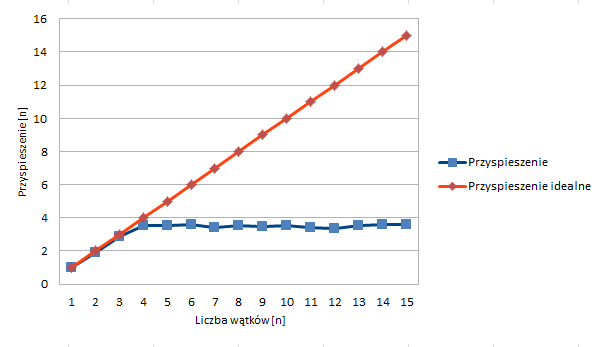 16
14
12
10
8
6
4
2
0
Przyspieszenie [n]
1 2 3 4 5 6 7 8 9 10 11 12 13 14 15
Liczba wątków [n]
Przyspieszenie
Przyspieszenie idealne